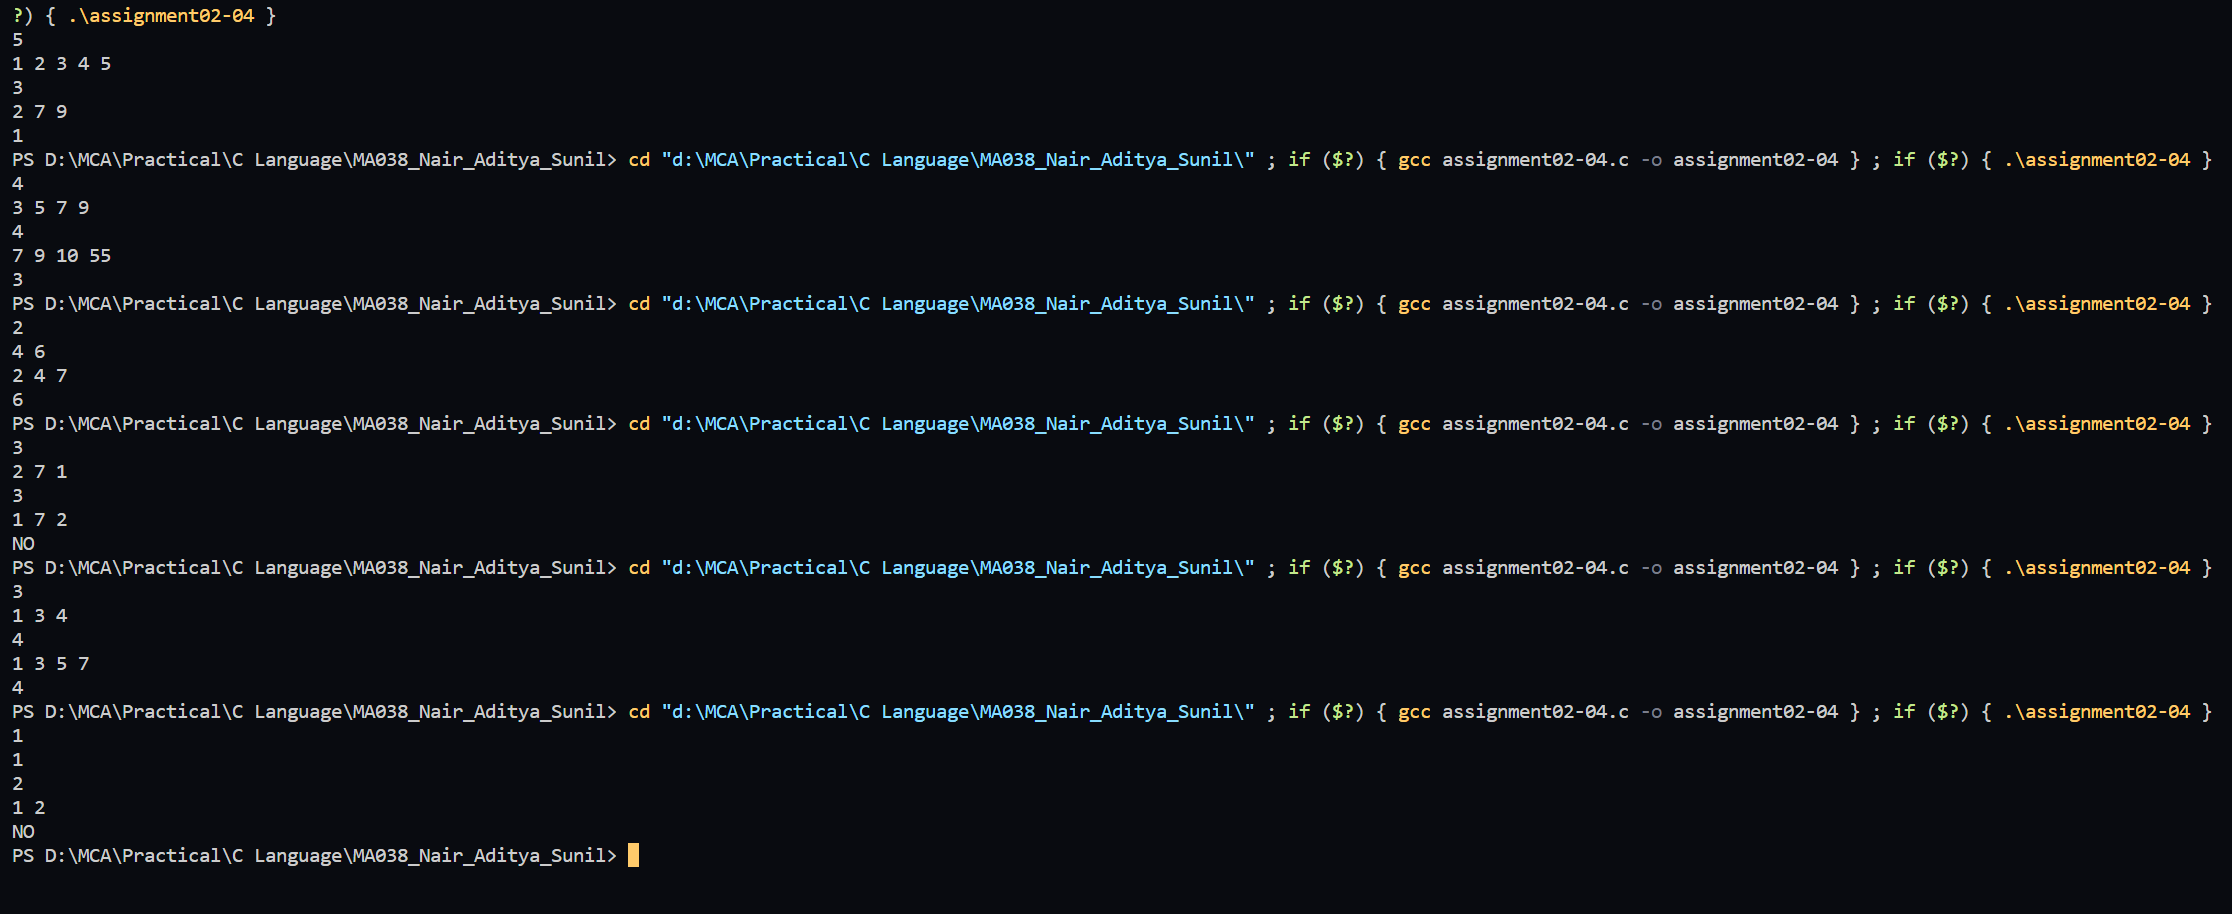 ?) { .\assignment02-04 }
5
1 2 3 4 5
3
2 7 9
1
PS D:\MCA\Practical\C Language\MA038_Nair_Aditya_Sunil> cd "d:\MCA\Practical\C Language\MA038_Nair_Aditya_Sunil\" ; if ($?) { gcc assignment02-04.c -o assignment02-04 } ; if ($?) { .\assignment02-04 }
4
3 5 7 9
4
7 9 10 55
3
PS D:\MCA\Practical\C Language\MA038_Nair_Aditya_Sunil> cd "d:\MCA\Practical\C Language\MA038_Nair_Aditya_Sunil\" ; if ($?) { gcc assignment02-04.c -o assignment02-04 } ; if ($?) { .\assignment02-04 }
2
4 6
2 4 7
6
PS D:\MCA\Practical\C Language\MA038_Nair_Aditya_Sunil> cd "d:\MCA\Practical\C Language\MA038_Nair_Aditya_Sunil\" ; if ($?) { gcc assignment02-04.c -o assignment02-04 } ; if ($?) { .\assignment02-04 }
3
2 7 1
3
1 7 2
NO
PS D:\MCA\Practical\C Language\MA038_Nair_Aditya_Sunil> cd "d:\MCA\Practical\C Language\MA038_Nair_Aditya_Sunil\" ; if ($?) { gcc assignment02-04.c -o assignment02-04 } ; if ($?) { .\assignment02-04 }
3
1 3 4
4
1 3 5 7
4
PS D:\MCA\Practical\C Language\MA038_Nair_Aditya_Sunil> cd "d:\MCA\Practical\C Language\MA038_Nair_Aditya_Sunil\" ; if ($?) { gcc assignment02-04.c -o assignment02-04 } ; if ($?) { .\assignment02-04 }
1
1
2
1 2
NO
PS D:\MCA\Practical\C Language\MA038_Nair_Aditya_Sunil>